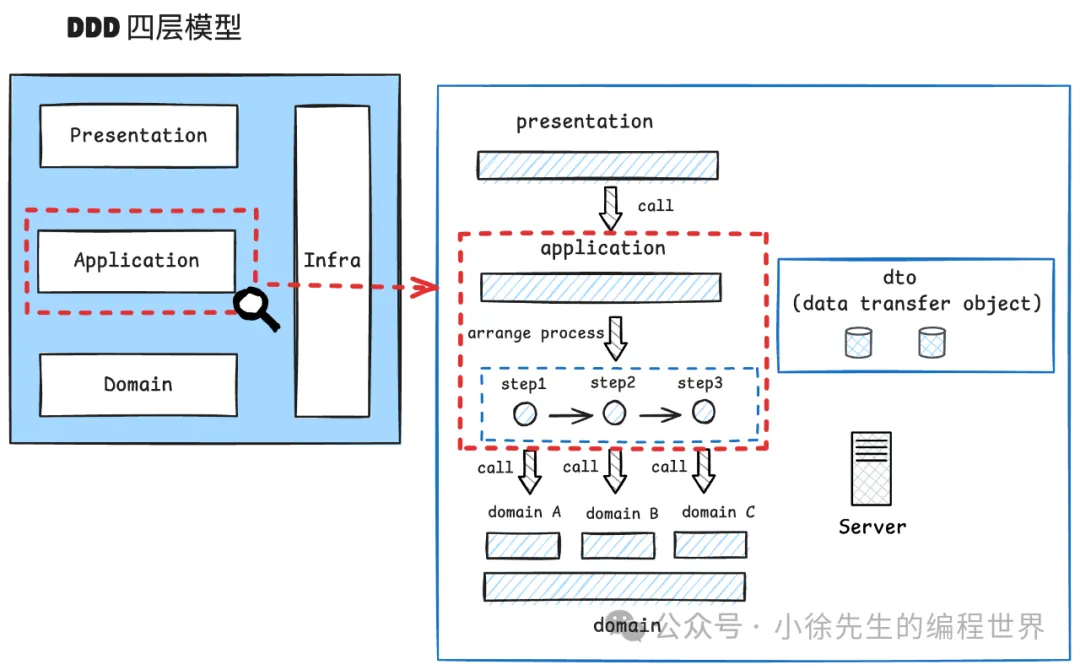 DDD 四层模型
Presentation
Application
Domain
Infra
presentation
call
application
arrange process
step1
step2
step3
call
call
call
domain A
domain B
domain C
domain
dto
(data transfer object)
Server
公众号 · 小徐先生的编程世界